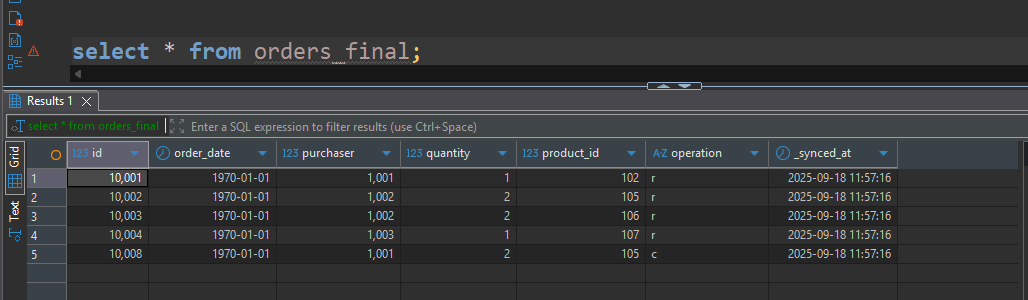 select * from orders_final;
Results 1
select * from orders_final Enter a SQL expression to filter results (use Ctrl+Space)
Grid
Text
123 id order_date 123 purchaser 123 quantity 123 product_id A-Z operation _synced_at
1 10,001 1970-01-01 1,001 1 102 r 2025-09-18 11:57:16
2 10,002 1970-01-01 1,002 2 105 r 2025-09-18 11:57:16
3 10,003 1970-01-01 1,002 2 106 r 2025-09-18 11:57:16
4 10,004 1970-01-01 1,003 1 107 r 2025-09-18 11:57:16
5 10,008 1970-01-01 1,001 2 105 c 2025-09-18 11:57:16